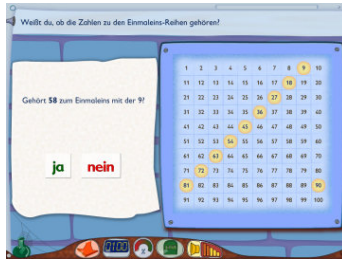 Weißt du, ob die Zahlen zu den Einmaleins-Reihen gehören?
Gehört 58 zum Einmaleins mit der 9?
ja nein
1 2 3 4 5 6 7 8 9 10
11 12 13 14 15 16 17 18 19 20
21 22 23 24 25 26 27 28 29 30
31 32 33 34 35 36 37 38 39 40
41 42 43 44 45 46 47 48 49 50
51 52 53 54 55 56 57 58 59 60
61 62 63 64 65 66 67 68 69 70
71 72 73 74 75 76 77 78 79 80
81 82 83 84 85 86 87 88 89 90
91 92 93 94 95 96 97 98 99 100